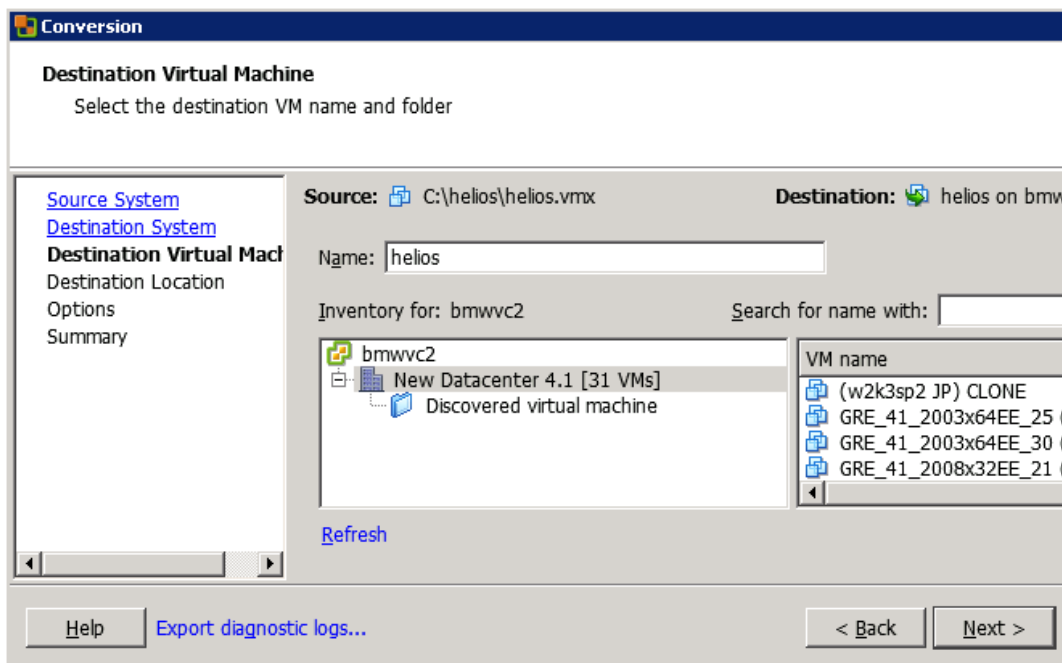 Conversion
Destination Virtual Machine
Select the destination VM name and folder
Source System
Destination System
Destination Virtual Mach
Destination Location
Options
Summary
Source: C:\helios\helios.vmx Destination: helios on bmw
Name: helios
Inventory for: bmwvc2 Search for name with:
bmwvc2
New Datacenter 4.1 [31 VMs]
Discovered virtual machine
VM name
(w2k3sp2 JP) CLONE
GRE_41_2003x64EE_25 (
GRE_41_2003x64EE_30 (
GRE_41_2008x32EE_21 (
Refresh
Help Export diagnostic logs... < Back Next >